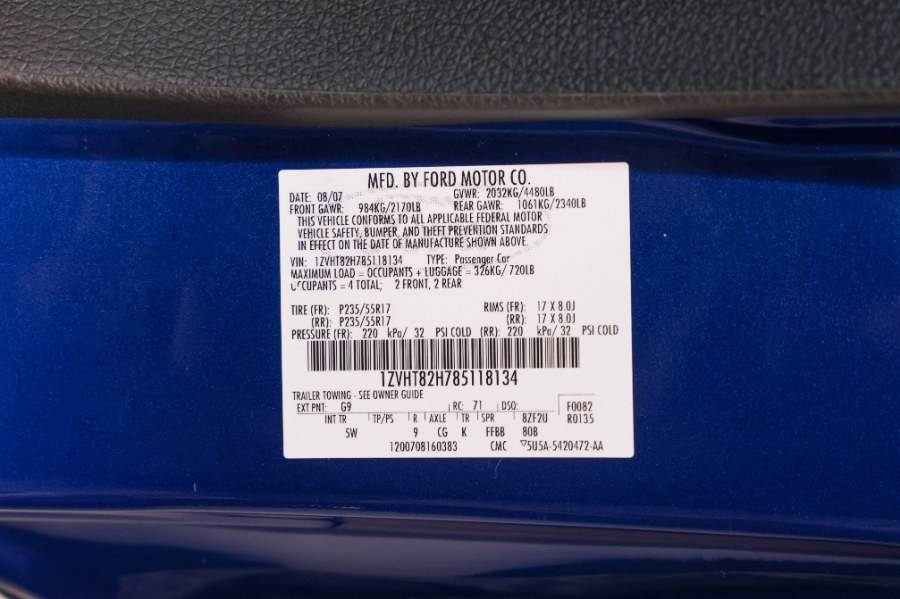 MFD. BY FORD MOTOR CO.
DATE: 08/07 GVWR: 2032KG/4480LB
FRONT GAWR: 984KG/2170LB REAR GAWR: 1061KG/2340LB
THIS VEHICLE CONFORMS TO ALL APPLICABLE FEDERAL MOTOR
VEHICLE SAFETY, BUMPER, AND THEFT PREVENTION STANDARDS
IN EFFECT ON THE DATE OF MANUFACTURE SHOWN ABOVE.
VIN: 1ZVHT82H785118134 TYPE: Passenger Car
MAXIMUM LOAD = OCCUPANTS + LUGGAGE = 326KG/ 720LB
OCCUPANTS = 4 TOTAL; 2 FRONT, 2 REAR
TIRE (FR): P235/55R17 RIMS (FR): 17 X 8.0J
(RR): P235/55R17 (RR): 17 X 8.0J
PRESSURE (FR): 220 kPa/ 32 PSI COLD (RR): 220 kPa/ 32 PSI COLD
1ZVHT82H785118134
TRAILER TOWING - SEE OWNER GUIDE
EXT PNT: G9 RC: 71 DSO: F0082
INT TR TP/PS R AXLE TR SPR 8ZF2U R0135
5W 9 CG K FFBB 80B
1200708160383 CMC 5U5A-5420472-AA